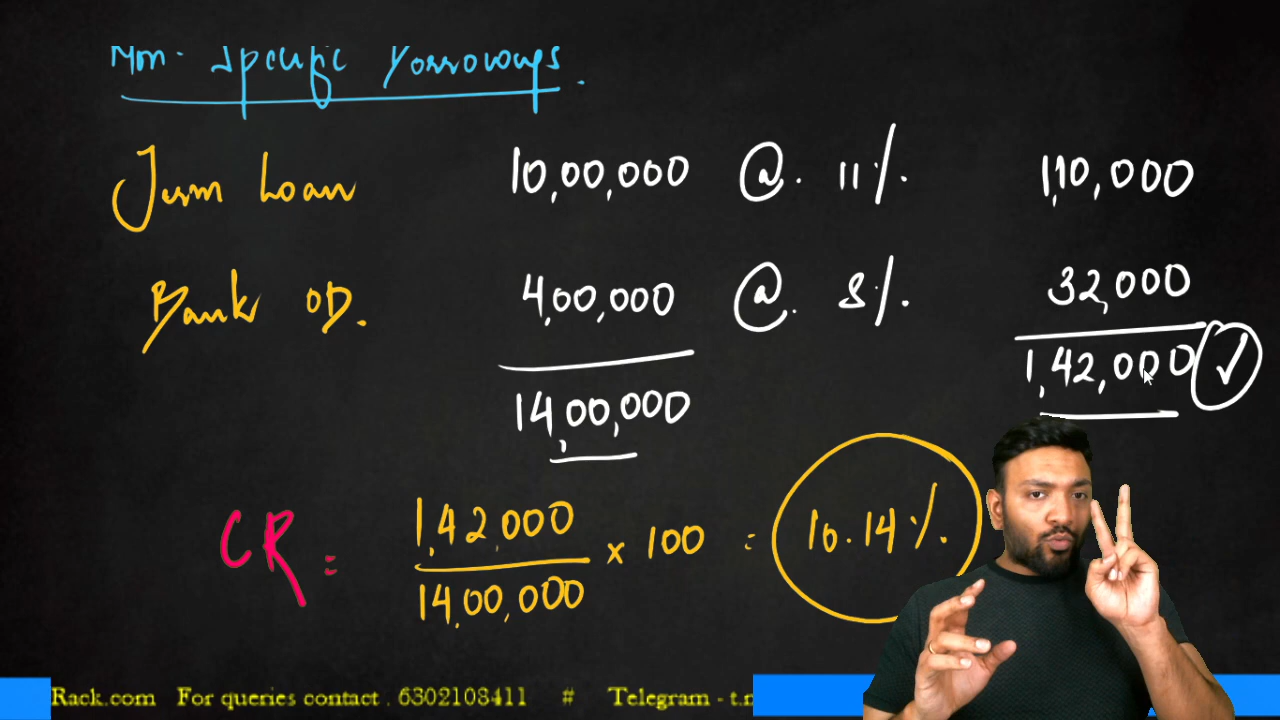 Non-Specific Borrowings.
Term Loan 10,00,000 @. 11%. 1,10,000
Bank OD. 4,00,000 @. 8%. 32,000
14,00,000 1,42,000 ✓
CR = 1,42,000 / 14,00,000 × 100 = 10.14%.
Rack.com For queries contact . 6302108411 # Telegram - t.